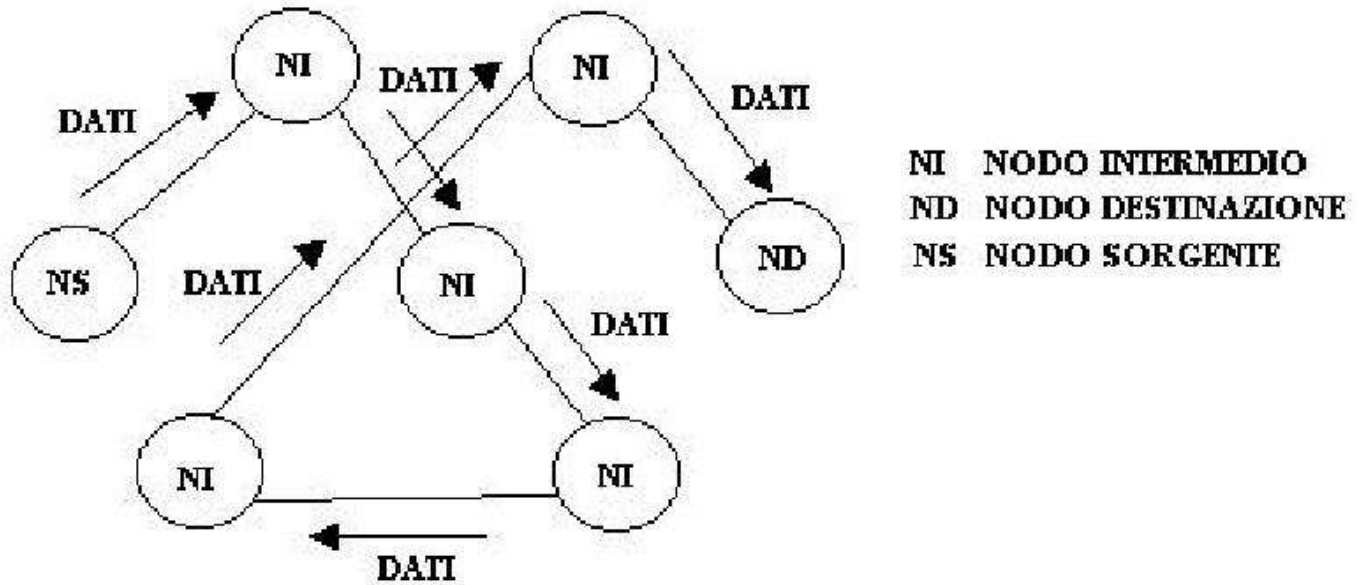 NI
NI
DATI
DATI
DATI
NI NODO INTERMEDIO
ND NODO DESTINAZIONE
NS NODO SORGENTE
NS
DATI
NI
ND
DATI
NI
NI
DATI